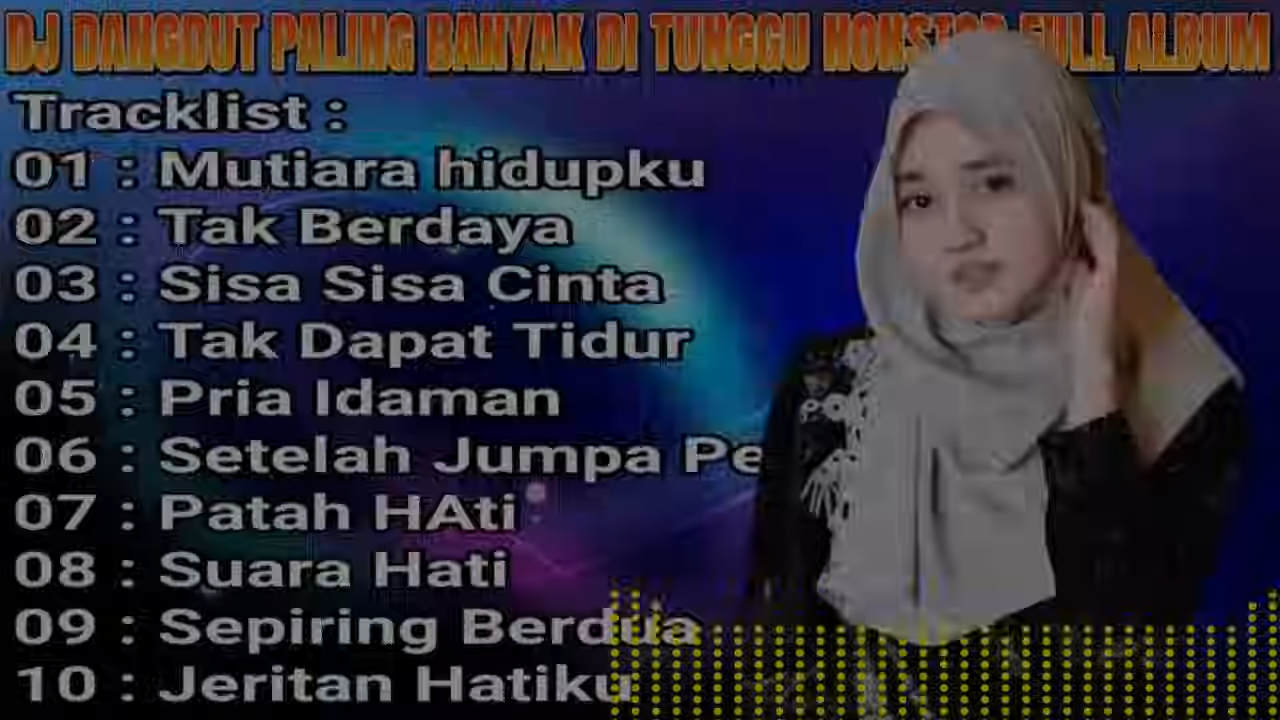 DJ DANGDUT PALING BANYAK DI TUNGGU NONSTOP FULL ALBUM
Tracklist :
01 : Mutiara hidupku
02 : Tak Berdaya
03 : Sisa Sisa Cinta
04 : Tak Dapat Tidur
05 : Pria Idaman
06 : Setelah Jumpa Pe
07 : Patah HAti
08 : Suara Hati
09 : Sepiring Berdua
10 : Jeritan Hatiku